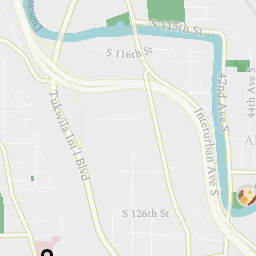 S 115th St
S 116th St
42nd Ave S
44th Ave S
Interurban Ave S
Tukwila Int'l Blvd
S 126th St